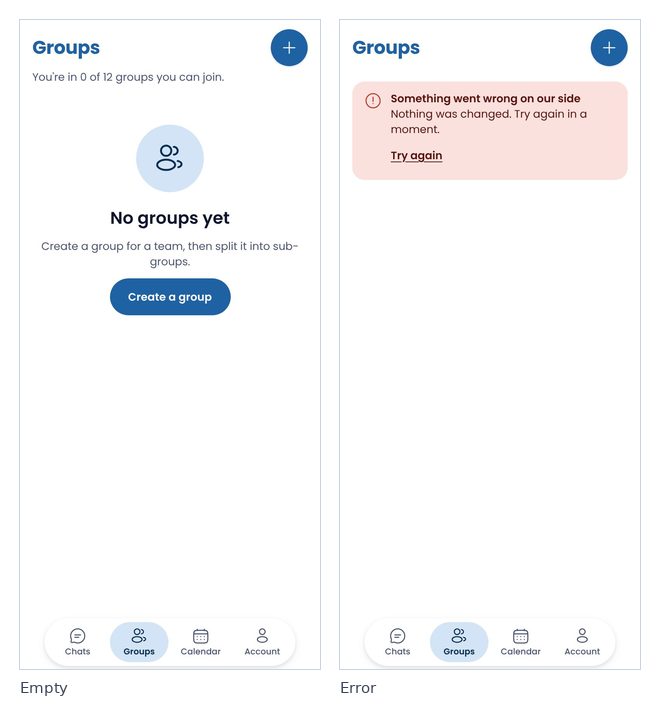 Groups
You're in 0 of 12 groups you can join.
No groups yet
Create a group for a team, then split it into sub-
groups.
Create a group
Chats
Groups
Calendar
Account
Empty
Groups
Something went wrong on our side
Nothing was changed. Try again in a
moment.
Try again
Chats
Groups
Calendar
Account
Error